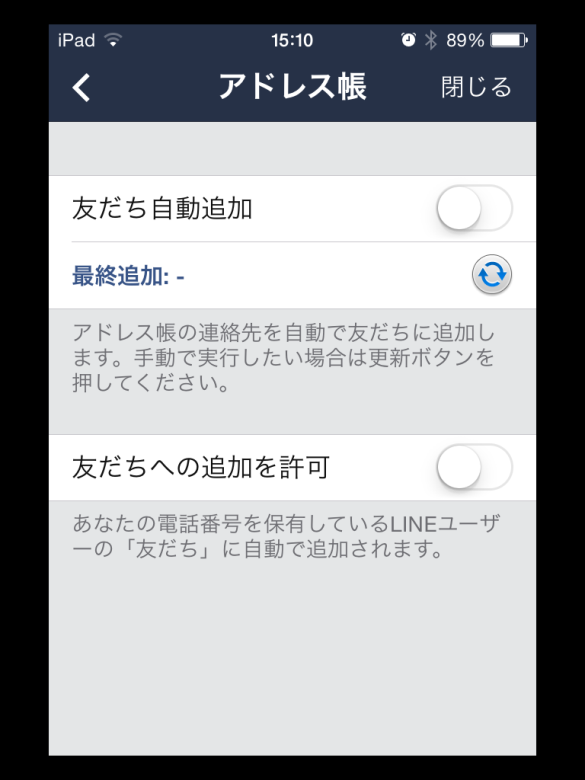 iPad 15:10 89%
アドレス帳 閉じる
友だち自動追加
最終追加: -
アドレス帳の連絡先を自動で友だちに追加し
ます。手動で実行したい場合は更新ボタンを
押してください。
友だちへの追加を許可
あなたの電話番号を保有しているLINEユーザ
ーの「友だち」に自動で追加されます。